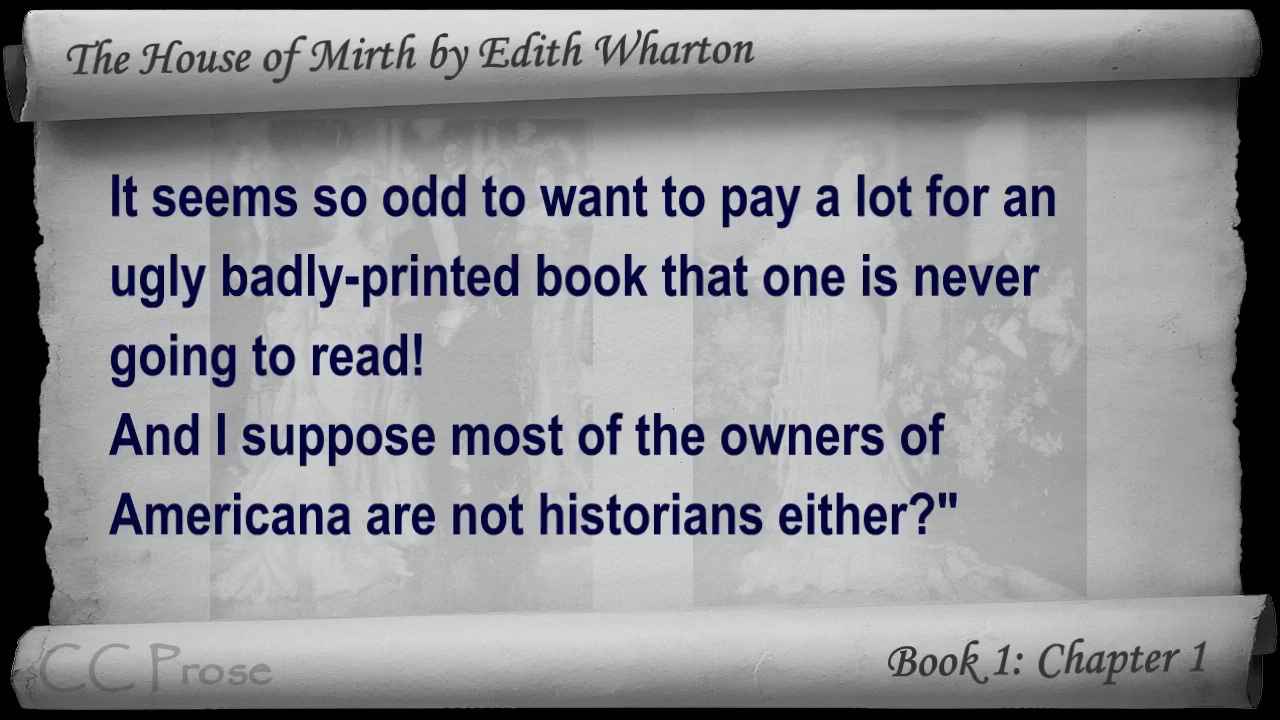 The House of Mirth by Edith Wharton
It seems so odd to want to pay a lot for an
ugly badly-printed book that one is never
going to read!
And I suppose most of the owners of
Americana are not historians either?"
CC Prose
Book 1: Chapter 1